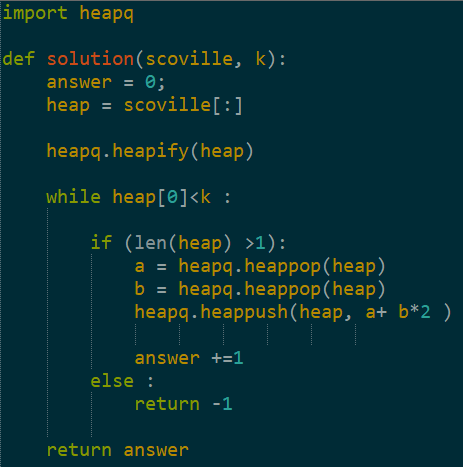 import heapq
def solution(scoville, k):
    answer = 0;
    heap = scoville[:]
    heapq.heapify(heap)
    while heap[0]<k :
        if (len(heap) >1):
            a = heapq.heappop(heap)
            b = heapq.heappop(heap)
            heapq.heappush(heap, a+ b*2 )
            answer +=1
        else :
            return -1
    return answer